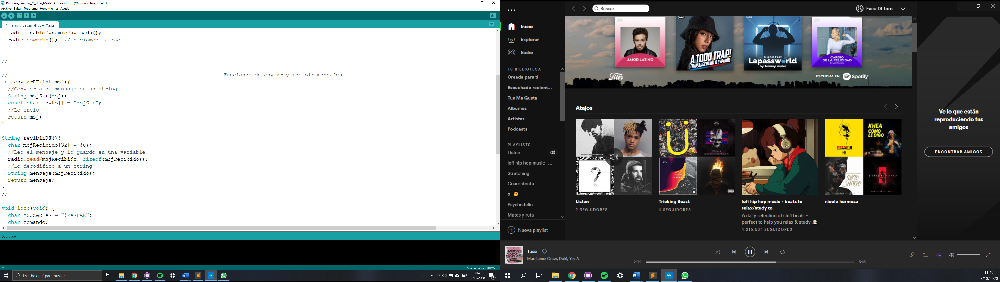 Primeras_pruebas_M_dulo_Master Arduino 1.8.13 (Windows Store 1.8.42.0)
Archivo Editar Programa Herramientas Ayuda
Primeras_pruebas_M_dulo_Master
radio.enableDynamicPayloads();
radio.powerUp();  //Iniciamos la radio
}
//------------------------------------------------------------
//----------------------------Funciones de enviar y recibir mensajes----------------------------
int enviarRF(int msj){
//Convierto el mensaje en un string
String msjStr(msj);
const char texto[] = "msjStr";
//Lo envío
return msj;
}
String recibirRF(){
char msjRecibido[32] = {0};
//Leo el mensaje y lo guardo en una variable
radio.read(msjRecibido, sizeof(msjRecibido));
//Lo decodifico a un string
String mensaje(msjRecibido);
return mensaje;
}
//------------------------------------------------------------
void loop(void) {
char MSJZARPAR = "!ZARPAR";
char comando;
Guardado.
41
Arduino Uno en COM5
Escribe aquí para buscar
ESP
11:49
7/10/2020
1
Buscar
Facu Di Toro
Inicio
Explorar
Radio
TU BIBLIOTECA
Creada para ti
Escuchado recient...
Tus Me Gusta
Álbumes
Artistas
Podcasts
PLAYLISTS
Listen
lofi hip hop music -...
Stretching
Cuarentonta
o 🥰
Psychedelic
Mates y ruta
Nueva playlist
AMOR LATINO
A TODO TRAP!
TRAP ARGENTINO & ESPAÑOL
Digital Fest
Lapassworld
by Tommy Muñoz
CARDIO
DE LA FELICIDAD
By Juli Puente
Filtr
ESCUCHA EN Spotify
Atajos
KHEA
CÓMO
LE DIGO
SEXTO
SENTIDO
Listen
2 SEGUIDORES
Tricking Beast
4 SEGUIDORES
lofi hip hop music - beats to
relax/study to
A daily selection of chill beats -
perfect to help you relax & study 📚
4.216.687 SEGUIDORES
nicole hermosa
Ve lo que están
reproduciendo tus
amigos
ENCONTRAR AMIGOS
MRCNS
DUKI
YSY A
Tussi
Marcianos Crew, Duki, Ysy A
2:02
3:16
11:49
7/10/2020